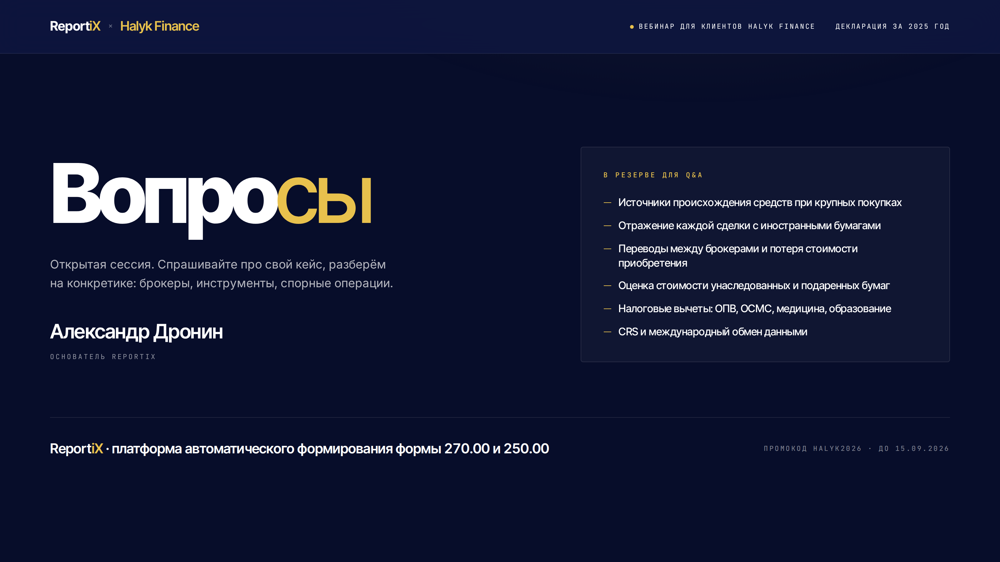 ReportiX × Halyk Finance
ВЕБИНАР ДЛЯ КЛИЕНТОВ HALYK FINANCE ДЕКЛАРАЦИЯ ЗА 2025 ГОД
Вопросы
Открытая сессия. Спрашивайте про свой кейс, разберём
на конкретике: брокеры, инструменты, спорные операции.
Александр Дронин
ОСНОВАТЕЛЬ REPORTIX
В РЕЗЕРВЕ ДЛЯ Q&A
— Источники происхождения средств при крупных покупках
— Отражение каждой сделки с иностранными бумагами
— Переводы между брокерами и потеря стоимости
приобретения
— Оценка стоимости унаследованных и подаренных бумаг
— Налоговые вычеты: ОПВ, ОСМС, медицина, образование
— CRS и международный обмен данными
ReportiX · платформа автоматического формирования формы 270.00 и 250.00
ПРОМОКОД HALYK2026 · ДО 15.09.2026